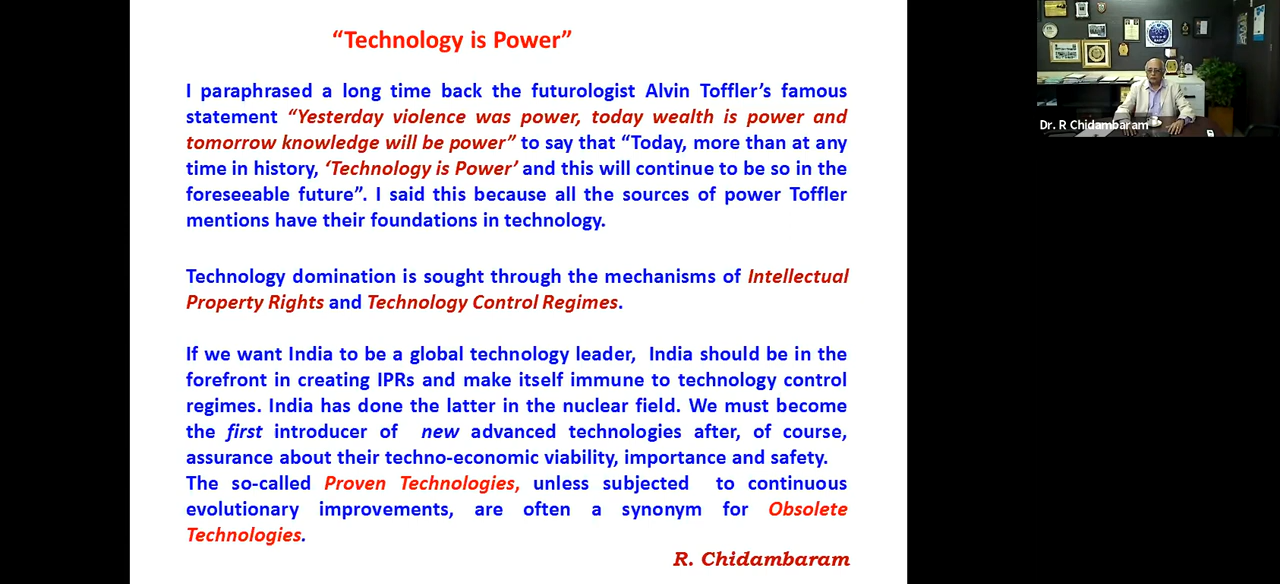 “Technology is Power”
I paraphrased a long time back the futurologist Alvin Toffler’s famous
statement “Yesterday violence was power, today wealth is power and
tomorrow knowledge will be power” to say that “Today, more than at any
time in history, ‘Technology is Power’ and this will continue to be so in the
foreseeable future”. I said this because all the sources of power Toffler
mentions have their foundations in technology.
Technology domination is sought through the mechanisms of Intellectual
Property Rights and Technology Control Regimes.
If we want India to be a global technology leader, India should be in the
forefront in creating IPRs and make itself immune to technology control
regimes. India has done the latter in the nuclear field. We must become
the first introducer of new advanced technologies after, of course,
assurance about their techno-economic viability, importance and safety.
The so-called Proven Technologies, unless subjected to continuous
evolutionary improvements, are often a synonym for Obsolete
Technologies.
R. Chidambaram
Dr. R Chidambaram